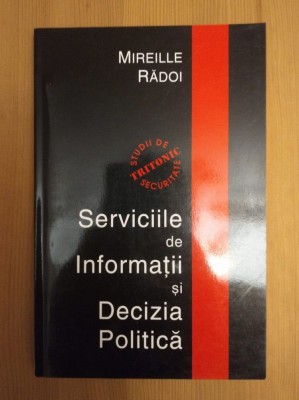 MIREILLE
RĂDOI
STUDII DE
TRITONIC
SECURITATE
Serviciile
de
Informații
și
Decizia
Politică